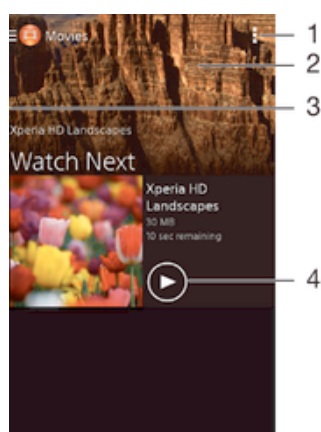 Movies
1
2
3
Xperia HD Landscapes
Watch Next
Xperia HD
Landscapes
30 MB
10 sec remaining
4